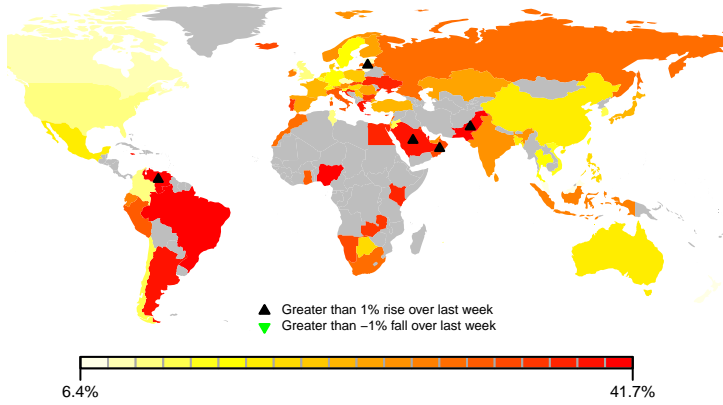 Greater than 1% rise over last week
Greater than −1% fall over last week
6.4%
41.7%